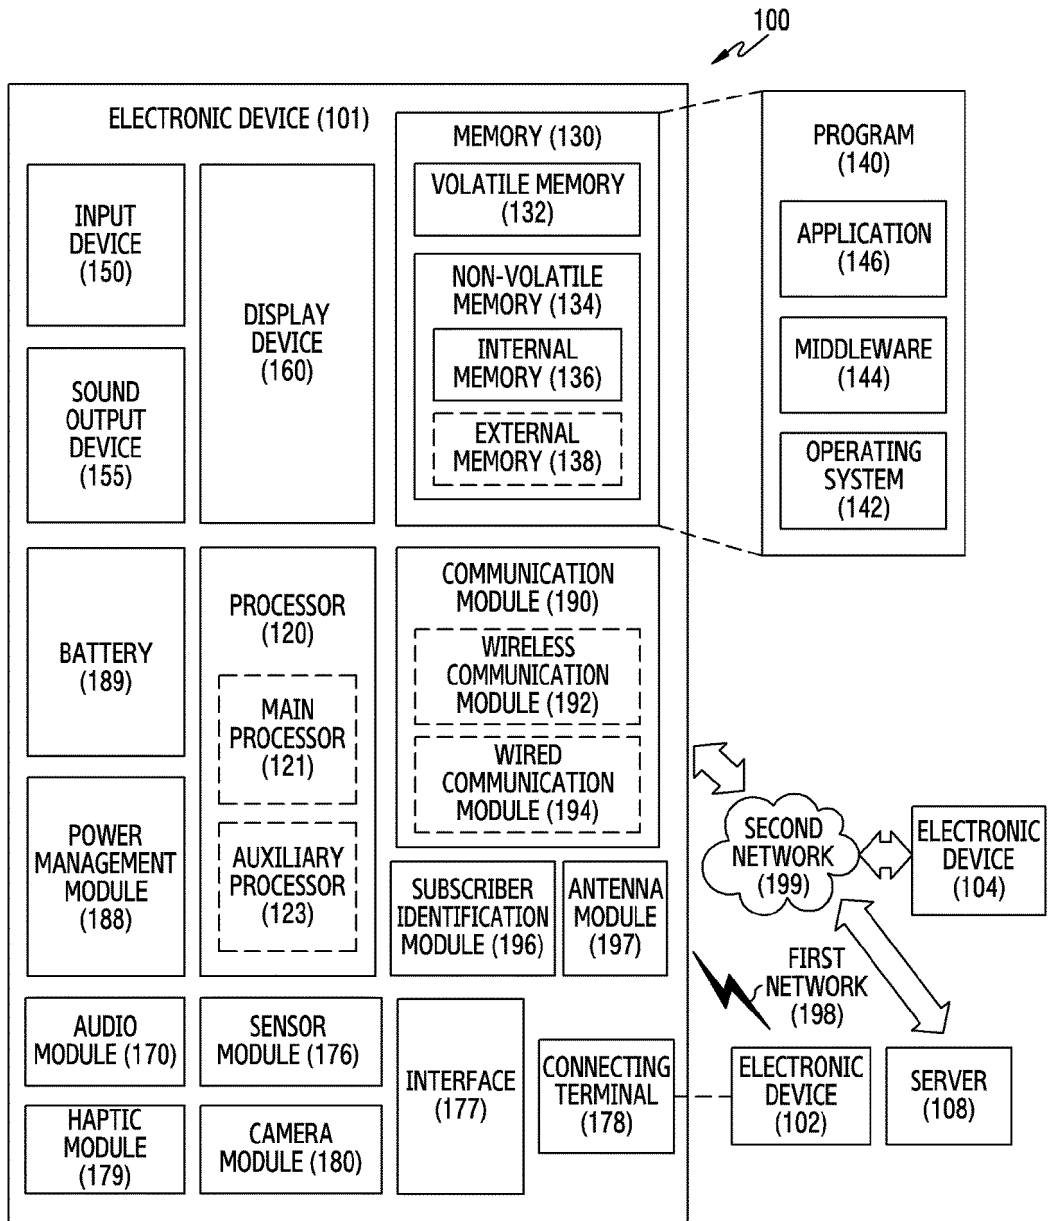 100
ELECTRONIC DEVICE (101)
INPUT
DEVICE
(150)
SOUND
OUTPUT
DEVICE
(155)
DISPLAY
DEVICE
(160)
MEMORY (130)
VOLATILE MEMORY
(132)
NON-VOLATILE
MEMORY (134)
INTERNAL
MEMORY (136)
EXTERNAL
MEMORY (138)
PROGRAM
(140)
APPLICATION
(146)
MIDDLEWARE
(144)
OPERATING
SYSTEM
(142)
BATTERY
(189)
POWER
MANAGEMENT
MODULE
(188)
PROCESSOR
(120)
MAIN
PROCESSOR
(121)
AUXILIARY
PROCESSOR
(123)
COMMUNICATION
MODULE (190)
WIRELESS
COMMUNICATION
MODULE (192)
WIRED
COMMUNICATION
MODULE (194)
SUBSCRIBER
IDENTIFICATION
MODULE (196)
ANTENNA
MODULE
(197)
SECOND
NETWORK
(199)
ELECTRONIC
DEVICE
(104)
FIRST
NETWORK
(198)
AUDIO
MODULE (170)
SENSOR
MODULE (176)
HAPTIC
MODULE
(179)
CAMERA
MODULE (180)
INTERFACE
(177)
CONNECTING
TERMINAL
(178)
ELECTRONIC
DEVICE
(102)
SERVER
(108)